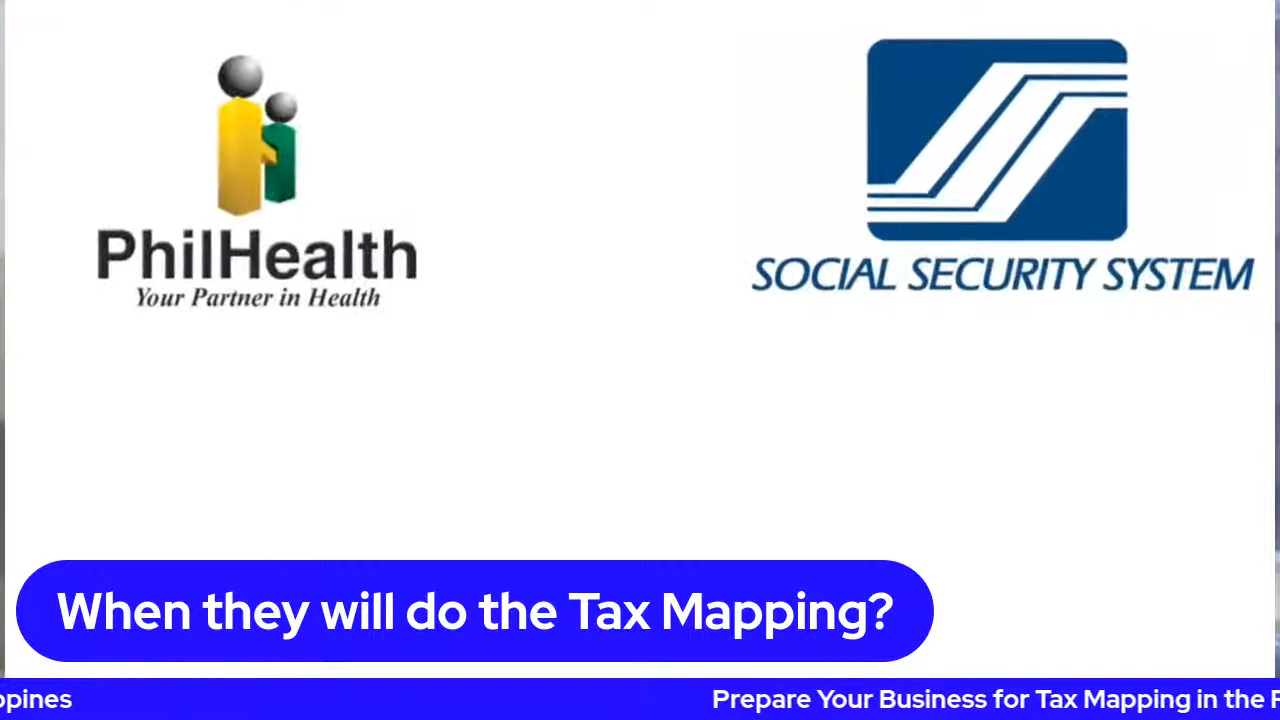 PhilHealth
Your Partner in Health
SOCIAL SECURITY SYSTEM
When they will do the Tax Mapping?
Prepare Your Business for Tax Mapping in the